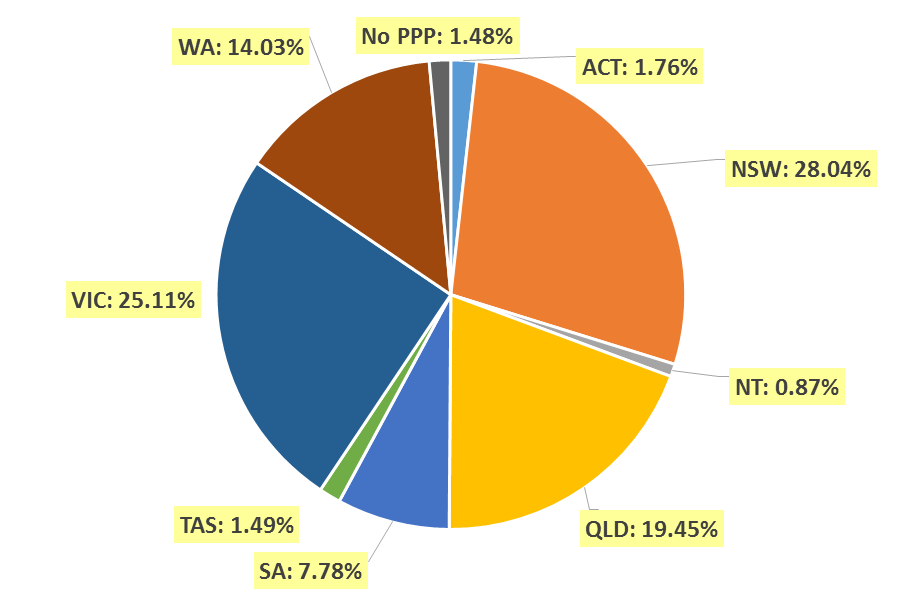 No PPP: 1.48%
WA: 14.03%
ACT: 1.76%
NSW: 28.04%
VIC: 25.11%
NT: 0.87%
TAS: 1.49%
QLD: 19.45%
SA: 7.78%